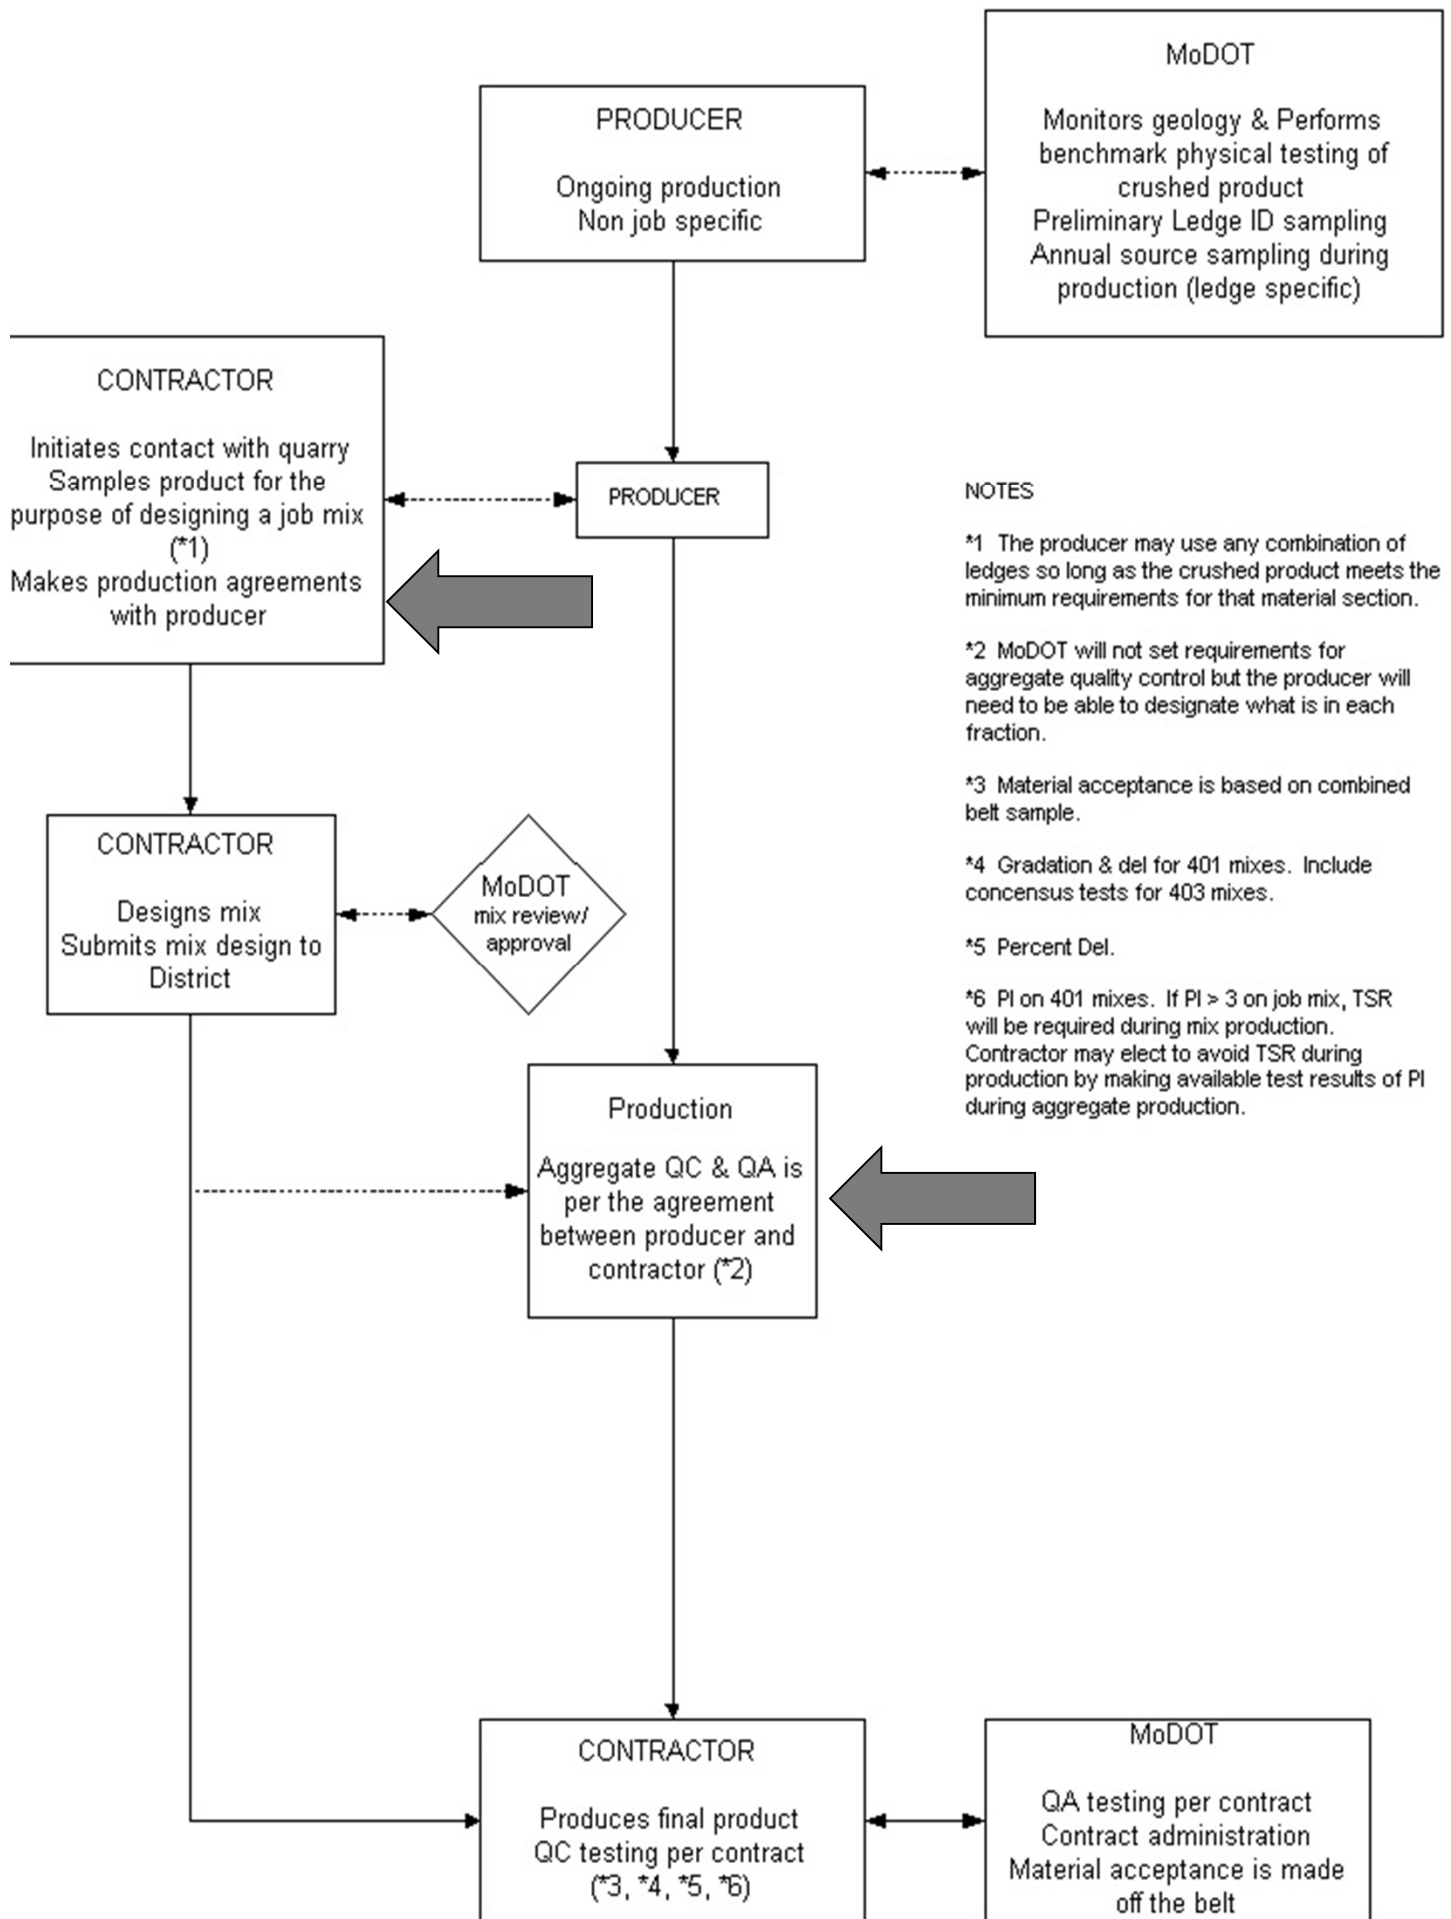 MoDOT
Monitors geology & Performs
benchmark physical testing of
crushed product
Preliminary Ledge ID sampling
Annual source sampling during
production (ledge specific)
PRODUCER
Ongoing production
Non job specific
CONTRACTOR
Initiates contact with quarry
Samples product for the
purpose of designing a job mix
(*1)
Makes production agreements
with producer
PRODUCER
NOTES
*1 The producer may use any combination of
ledges so long as the crushed product meets the
minimum requirements for that material section.
*2 MoDOT will not set requirements for
aggregate quality control but the producer will
need to be able to designate what is in each
fraction.
*3 Material acceptance is based on combined
belt sample.
*4 Gradation & del for 401 mixes. Include
concensus tests for 403 mixes.
*5 Percent Del.
*6 PI on 401 mixes. If PI > 3 on job mix, TSR
will be required during mix production.
Contractor may elect to avoid TSR during
production by making available test results of PI
during aggregate production.
CONTRACTOR
Designs mix
Submits mix design to
District
MoDOT
mix review/
approval
Production
Aggregate QC & QA is
per the agreement
between producer and
contractor (*2)
CONTRACTOR
Produces final product
QC testing per contract
(*3, *4, *5, *6)
MoDOT
QA testing per contract
Contract administration
Material acceptance is made
off the belt